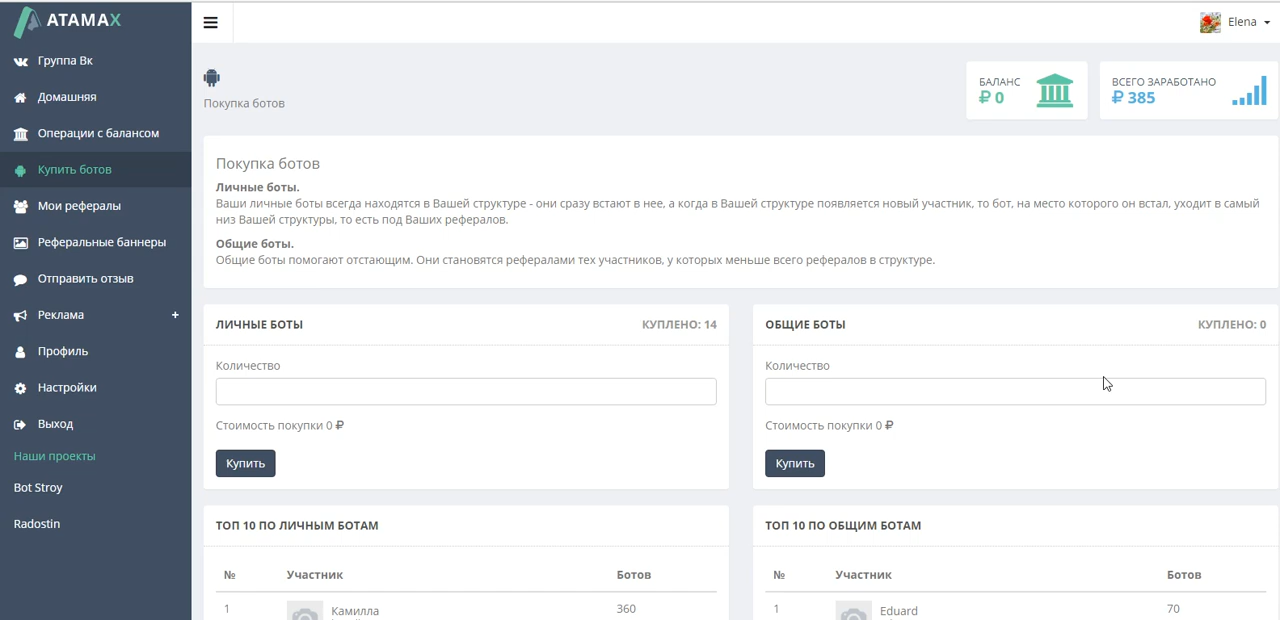 ATAMAX
Elena
Группа Вк
Домашняя
Операции с балансом
Купить ботов
Мои рефералы
Реферальные баннеры
Отправить отзыв
Реклама +
Профиль
Настройки
Выход
Наши проекты
Bot Stroy
Radostin
Покупка ботов
БАЛАНС
₽ 0
ВСЕГО ЗАРАБОТАНО
₽ 385
Покупка ботов
Личные боты.
Ваши личные боты всегда находятся в Вашей структуре - они сразу встают в нее, а когда в Вашей структуре появляется новый участник, то бот, на место которого он встал, уходит в самый
низ Вашей структуры, то есть под Ваших рефералов.
Общие боты.
Общие боты помогают отстающим. Они становятся рефералами тех участников, у которых меньше всего рефералов в структуре.
ЛИЧНЫЕ БОТЫ КУПЛЕНО: 14
Количество
Стоимость покупки 0 ₽
Купить
ОБЩИЕ БОТЫ КУПЛЕНО: 0
Количество
Стоимость покупки 0 ₽
Купить
ТОП 10 ПО ЛИЧНЫМ БОТАМ
№ Участник Ботов
1 Камилла 360
ТОП 10 ПО ОБЩИМ БОТАМ
№ Участник Ботов
1 Eduard 70